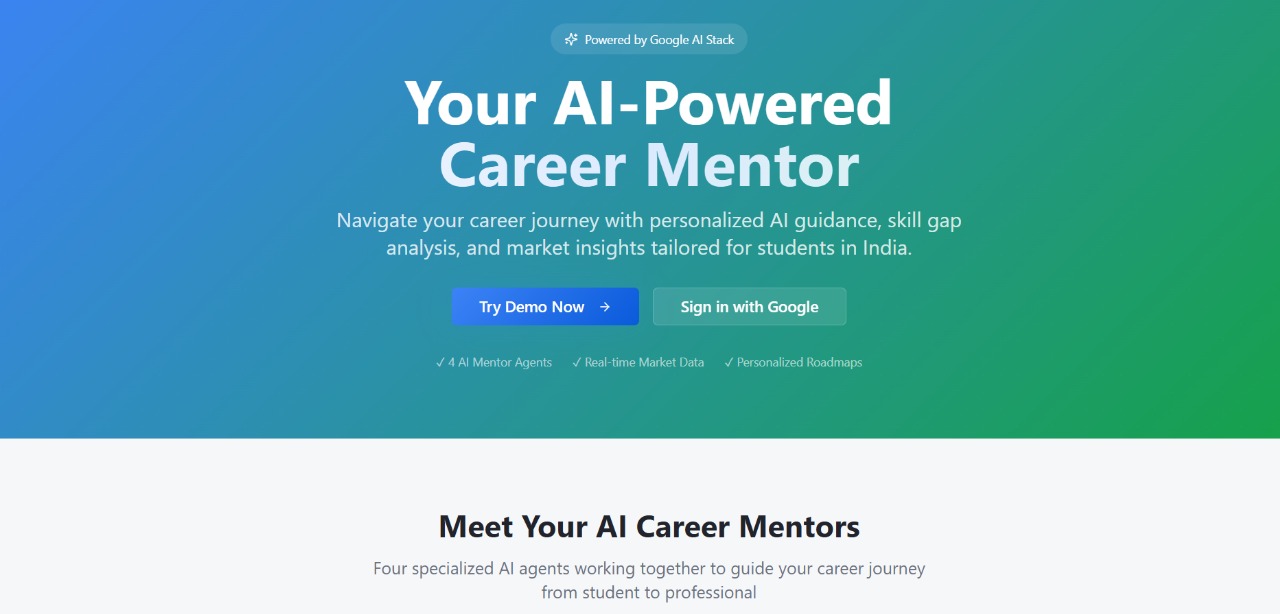 Powered by Google AI Stack
Your AI-Powered
Career Mentor
Navigate your career journey with personalized AI guidance, skill gap
analysis, and market insights tailored for students in India.
Try Demo Now →
Sign in with Google
✓ 4 AI Mentor Agents
✓ Real-time Market Data
✓ Personalized Roadmaps
Meet Your AI Career Mentors
Four specialized AI agents working together to guide your career journey
from student to professional